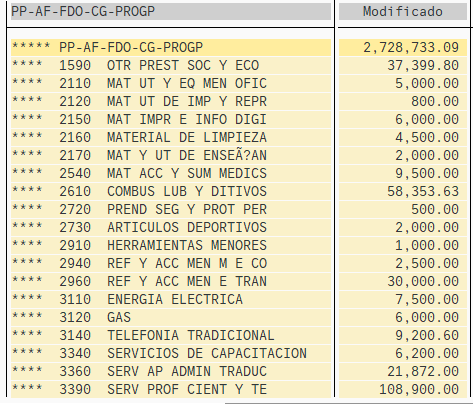 PP-AF-FDO-CG-PROGP Modificado
***** PP-AF-FDO-CG-PROGP 2,728,733.09
**** 1590 OTR PREST SOC Y ECO 37,399.80
**** 2110 MAT UT Y EQ MEN OFIC 5,000.00
**** 2120 MAT UT DE IMP Y REPR 800.00
**** 2150 MAT IMPR E INFO DIGI 6,000.00
**** 2160 MATERIAL DE LIMPIEZA 4,500.00
**** 2170 MAT Y UT DE ENSEÃ?AN 2,000.00
**** 2540 MAT ACC Y SUM MEDICS 9,500.00
**** 2610 COMBUS LUB Y DITIVOS 58,353.63
**** 2720 PREND SEG Y PROT PER 500.00
**** 2730 ARTICULOS DEPORTIVOS 2,000.00
**** 2910 HERRAMIENTAS MENORES 1,000.00
**** 2940 REF Y ACC MEN M E CO 2,500.00
**** 2960 REF Y ACC MEN E TRAN 30,000.00
**** 3110 ENERGIA ELECTRICA 7,500.00
**** 3120 GAS 6,000.00
**** 3140 TELEFONIA TRADICIONAL 9,200.60
**** 3340 SERVICIOS DE CAPACITACION 6,200.00
**** 3360 SERV AP ADMIN TRADUC 21,872.00
**** 3390 SERV PROF CIENT Y TE 108,900.00